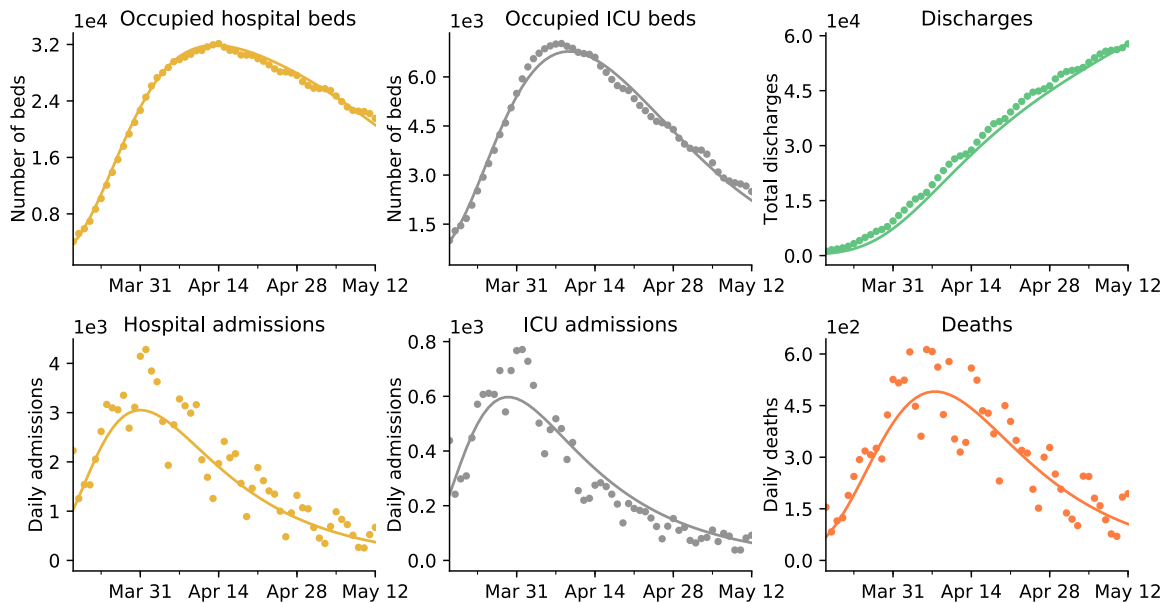 Occupied hospital beds
1e4
Number of beds
3.2
2.4
1.6
0.8
Mar 31 Apr 14 Apr 28 May 12
Occupied ICU beds
1e3
Number of beds
6.0
4.5
3.0
1.5
Mar 31 Apr 14 Apr 28 May 12
Discharges
1e4
Total discharges
6.0
4.5
3.0
1.5
0.0
Mar 31 Apr 14 Apr 28 May 12
Hospital admissions
1e3
Daily admissions
4
3
2
1
0
Mar 31 Apr 14 Apr 28 May 12
ICU admissions
1e3
Daily admissions
0.8
0.6
0.4
0.2
0.0
Mar 31 Apr 14 Apr 28 May 12
Deaths
1e2
Daily deaths
6.0
4.5
3.0
1.5
0.0
Mar 31 Apr 14 Apr 28 May 12